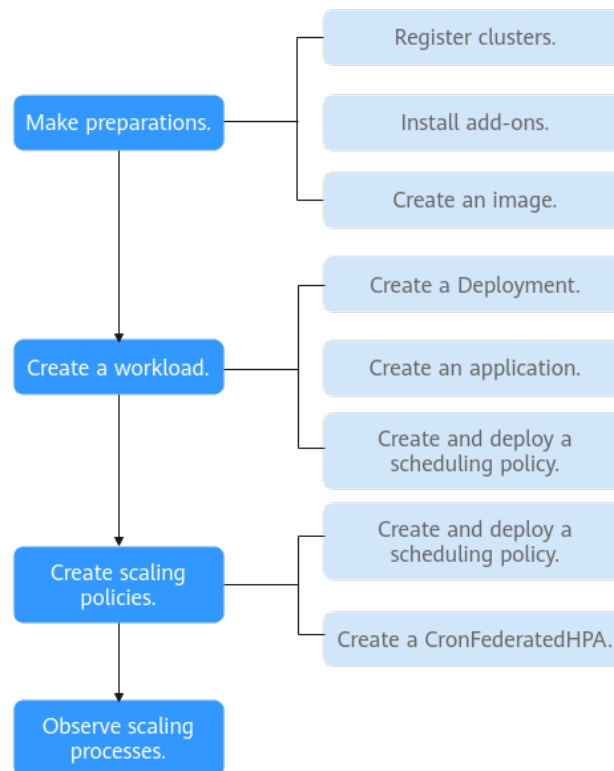 Make preparations.
Register clusters.
Install add-ons.
Create an image.
Create a workload.
Create a Deployment.
Create an application.
Create and deploy a
scheduling policy.
Create scaling
policies.
Create and deploy a
scheduling policy.
Create a CronFederatedHPA.
Observe scaling
processes.